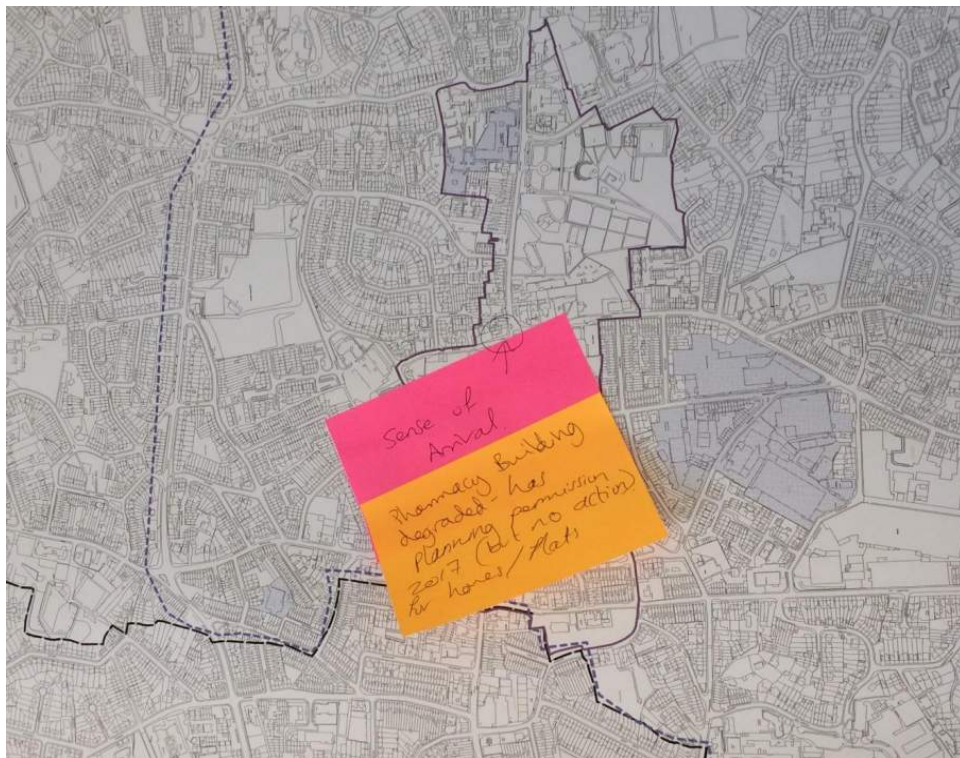 Sense of
Arrival.
Pharmacy Building
degraded - has
planning permission
2017 (but no action)
for homes/flats